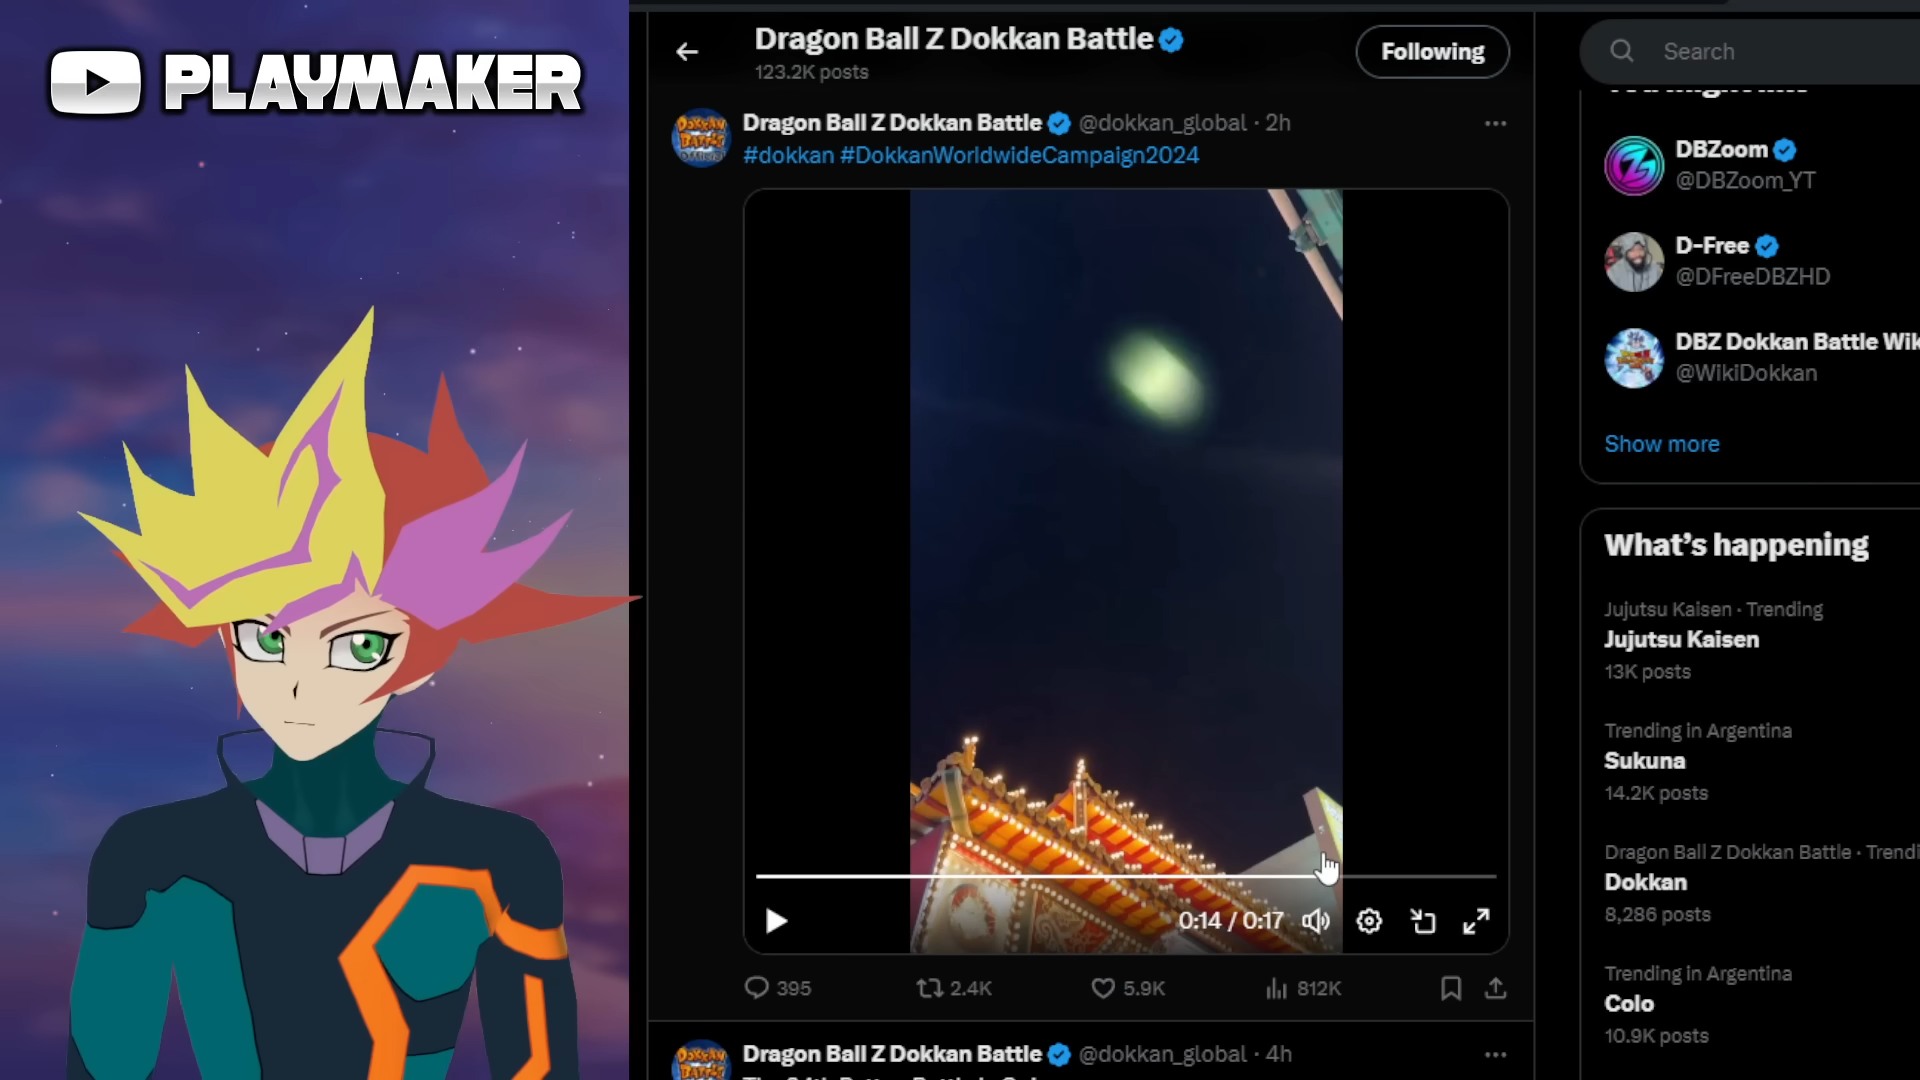 PLAYMAKER
Dragon Ball Z Dokkan Battle
123.2K posts
Following
Search
Dragon Ball Z Dokkan Battle @dokkan_global · 2h
#dokkan #DokkanWorldwideCampaign2024
0:14 / 0:17
395
2.4K
5.9K
812K
Dragon Ball Z Dokkan Battle @dokkan_global · 4h
DBZoom
@DBZoom_YT
D-Free
@DFreeDBZHD
DBZ Dokkan Battle Wik
@WikiDokkan
Show more
What's happening
Jujutsu Kaisen · Trending
Jujutsu Kaisen
13K posts
Trending in Argentina
Sukuna
14.2K posts
Dragon Ball Z Dokkan Battle · Trendi
Dokkan
8,286 posts
Trending in Argentina
Colo
10.9K posts